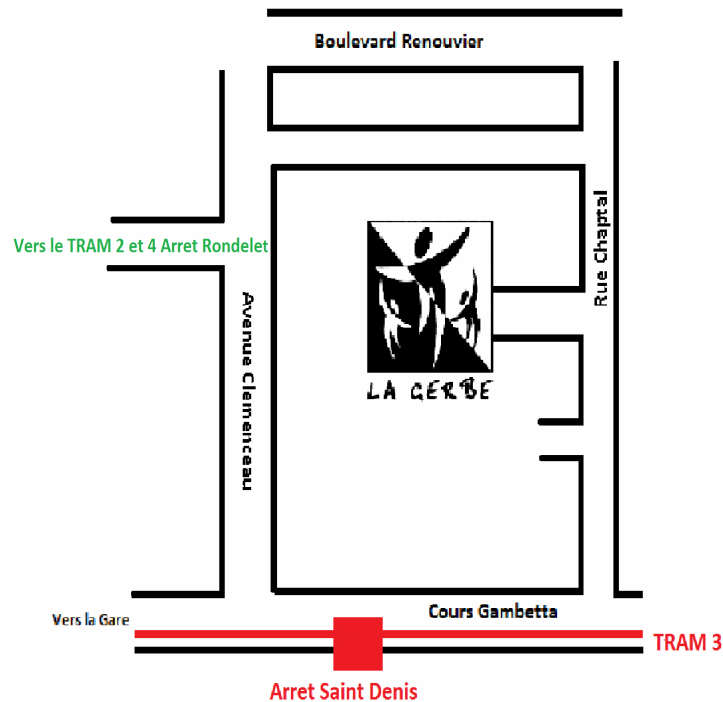 Boulevard Renouvier
Rue Chaptal
Vers le TRAM 2 et 4 Arret Rondelet
Avenue Clemenceau
LA GERBE
Cours Gambetta
Vers la Gare
TRAM 3
Arret Saint Denis